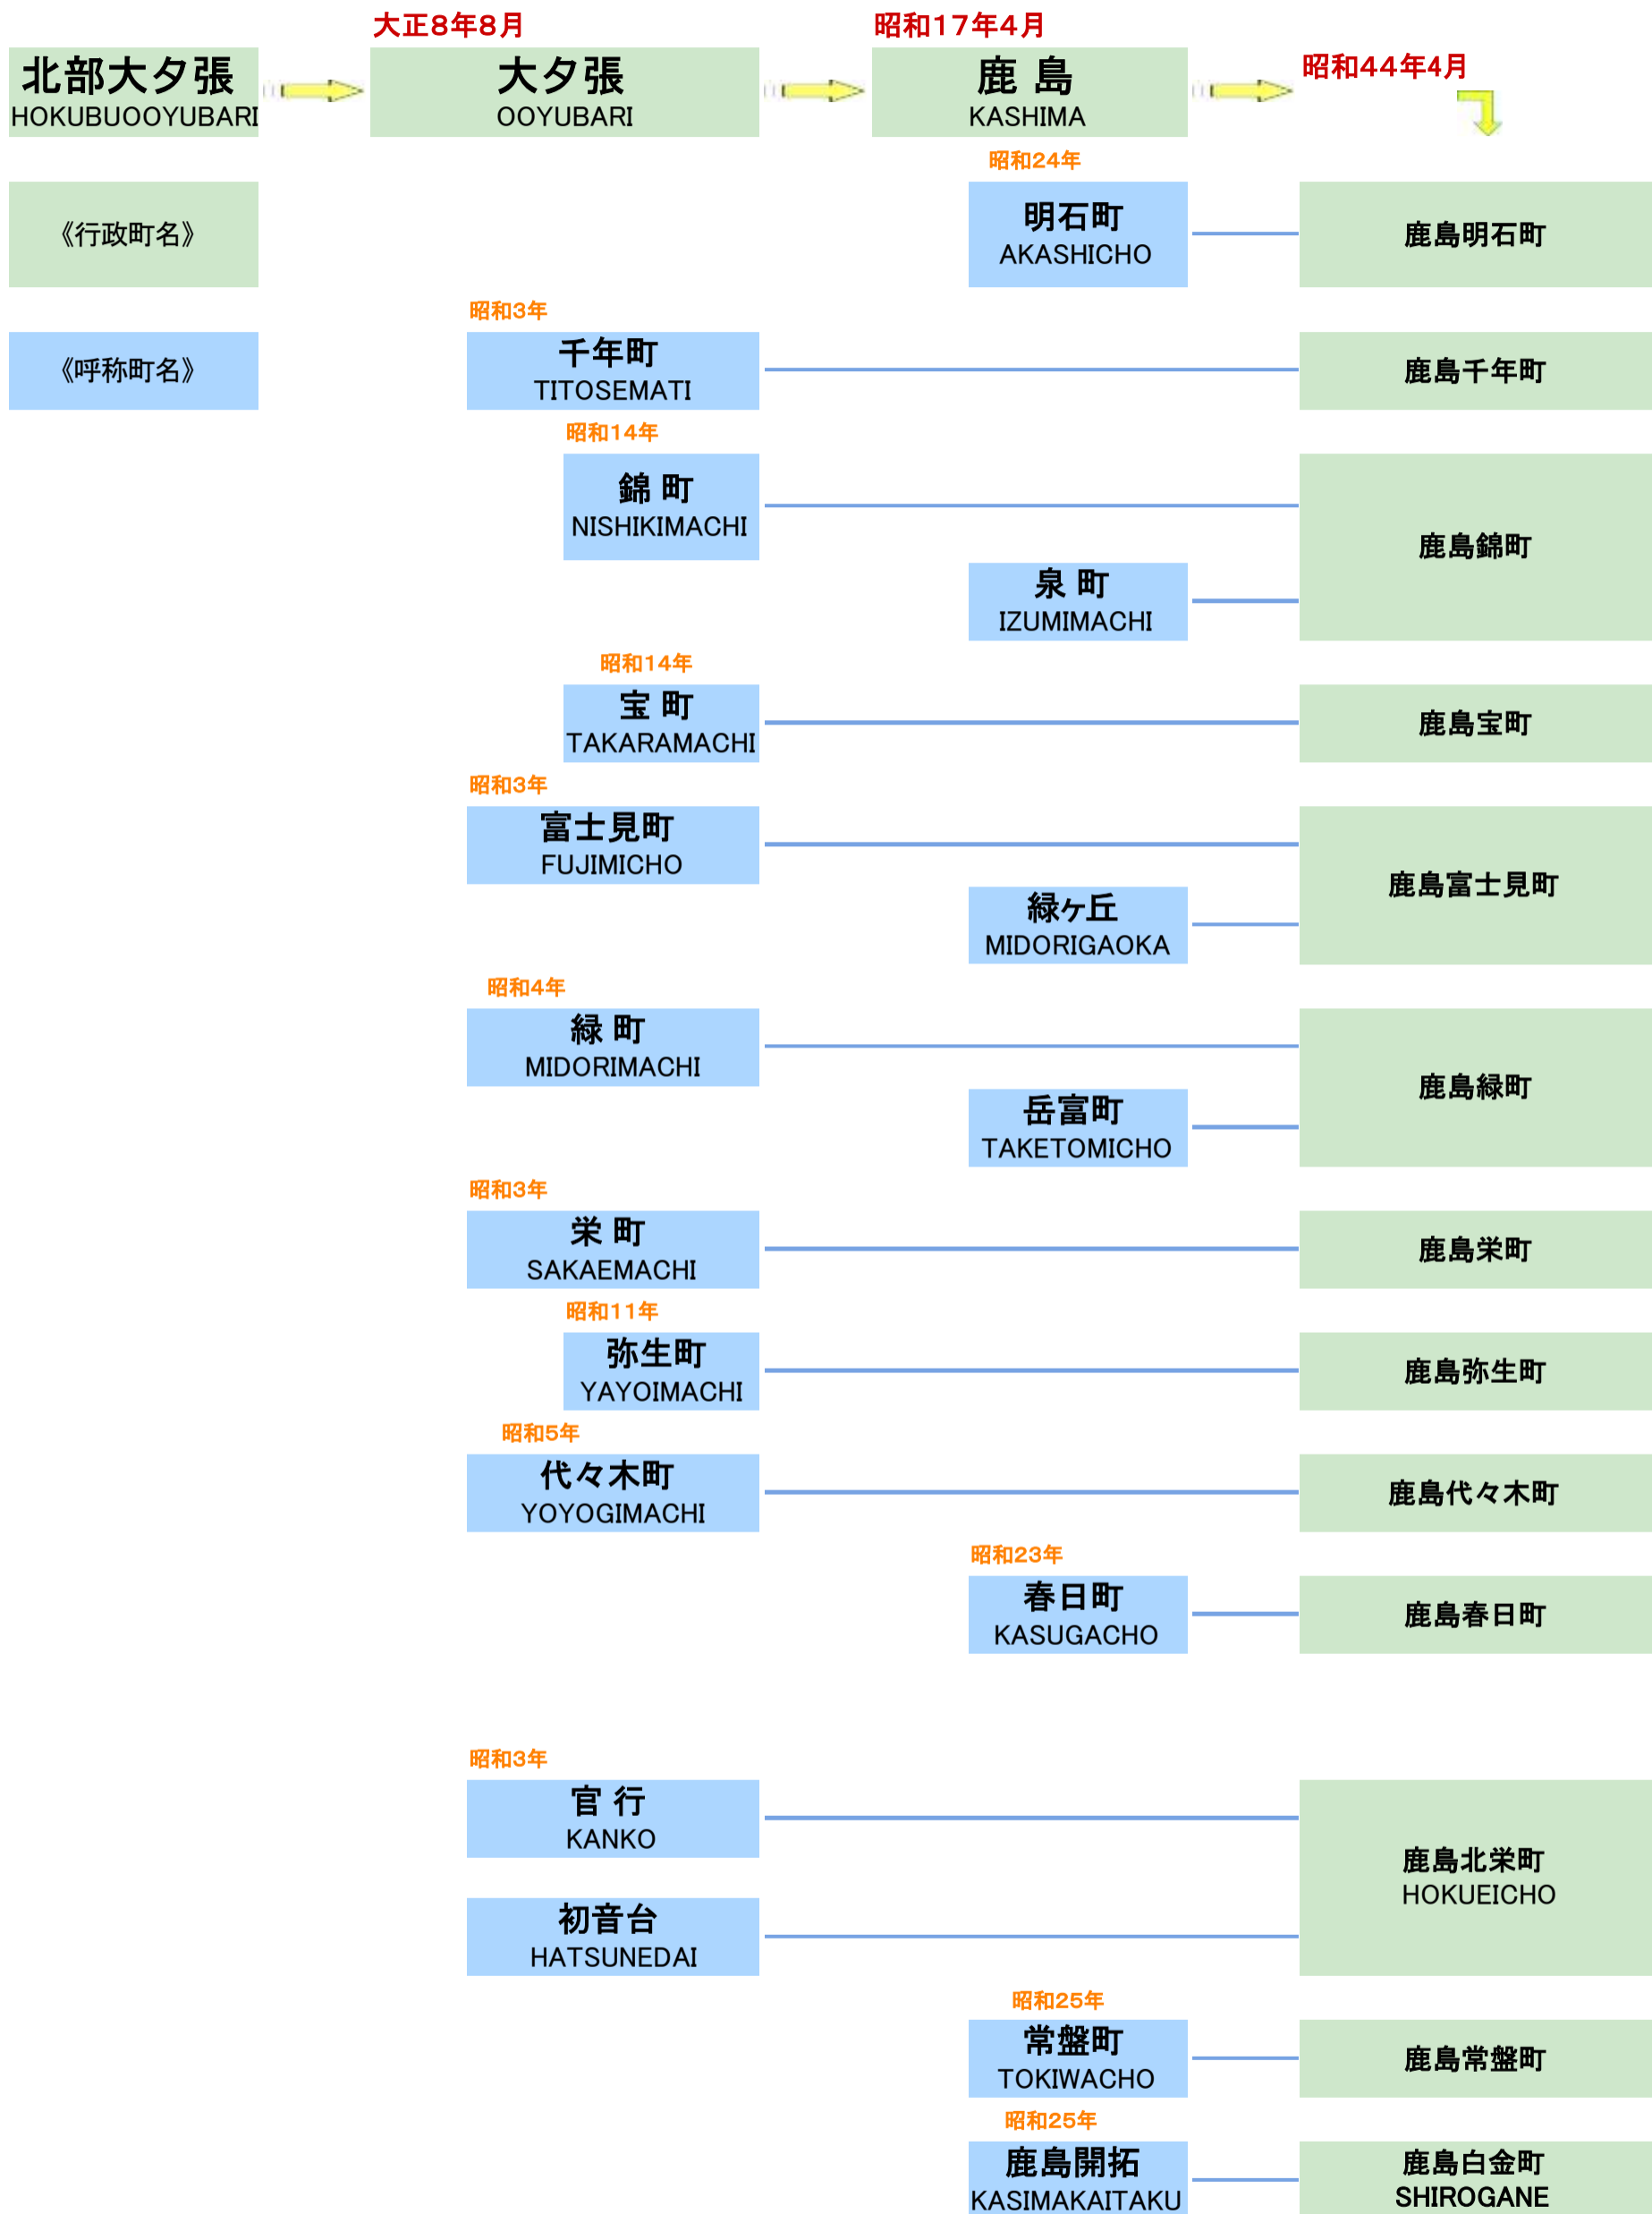 大正8年8月
昭和17年4月
昭和44年4月
北部大夕張
HOKUBUOOYUBARI
大夕張
OOYUBARI
鹿 島
KASHIMA
昭和24年
《行政町名》
明石町
AKASHICHO
鹿島明石町
昭和3年
《呼称町名》
千年町
TITOSEMATI
鹿島千年町
昭和14年
錦 町
NISHIKIMACHI
鹿島錦町
泉 町
IZUMIMACHI
昭和14年
宝 町
TAKARAMACHI
鹿島宝町
昭和3年
富士見町
FUJIMICHO
鹿島富士見町
緑ヶ丘
MIDORIGAOKA
昭和4年
緑 町
MIDORIMACHI
鹿島緑町
岳富町
TAKETOMICHO
昭和3年
栄 町
SAKAEMACHI
鹿島栄町
昭和11年
弥生町
YAYOIMACHI
鹿島弥生町
昭和5年
代々木町
YOYOGIMACHI
鹿島代々木町
昭和23年
春日町
KASUGACHO
鹿島春日町
昭和3年
官 行
KANKO
鹿島北栄町
HOKUEICHO
初音台
HATSUNEDAI
昭和25年
常盤町
TOKIWACHO
鹿島常盤町
昭和25年
鹿島開拓
KASIMAKAITAKU
鹿島白金町
SHIROGANE